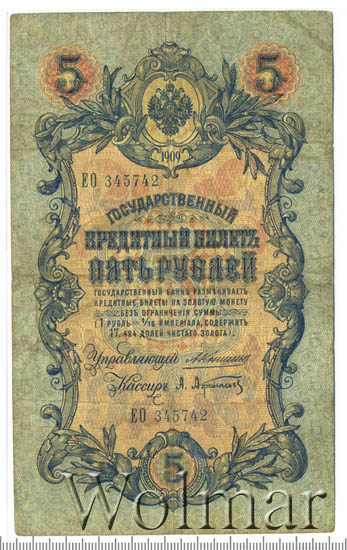 5 5
1909
ЕО 345742
ГОСУДАРСТВЕННЫЙ
КРЕДИТНЫЙ БИЛЕТЪ
ПЯТЬ РУБЛЕЙ
ГОСУДАРСТВЕННЫЙ БАНКЪ РАЗМѢНИВАЕТЪ
КРЕДИТНЫЕ БИЛЕТЫ НА ЗОЛОТУЮ МОНЕТУ
БЕЗЪ ОГРАНИЧЕНІЯ СУММЫ
(1 РУБЛЬ = 1/15 ИМПЕРІАЛА, СОДЕРЖИТЪ
17,424 ДОЛЕЙ ЧИСТАГО ЗОЛОТА).
Управляющій
Кассиръ А. Афанасьевъ
ЕО 345742
5
Wolmar